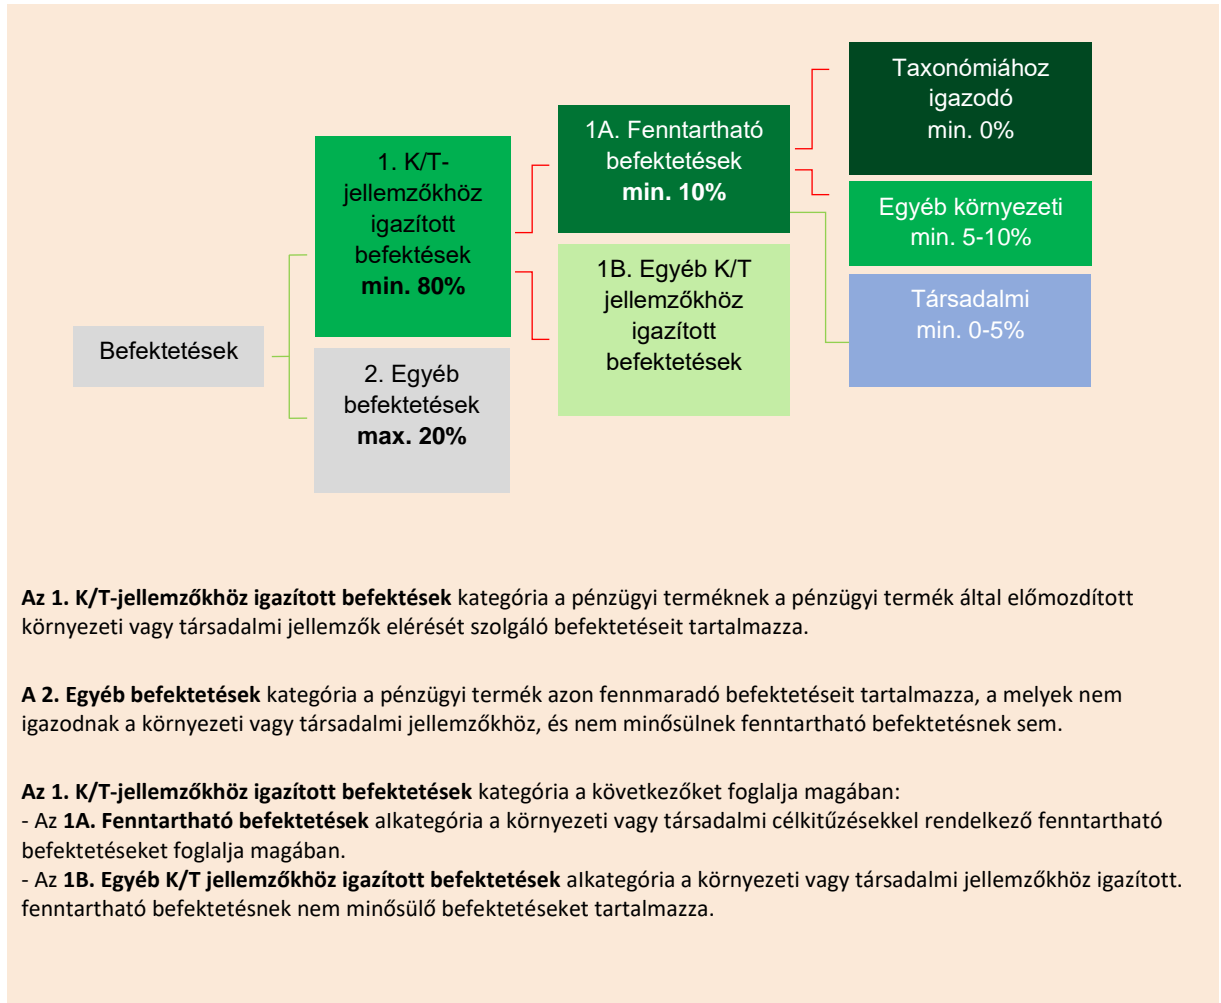 Taxonómiához
igazodó
min. 0%
1A. Fenntartható
befektetések
min. 10%
1. K/T-
jellemzőkhöz
igazított
befektések
min. 80%
Egyéb környezeti
min. 5-10%
1B. Egyéb K/T
jellemzőkhöz
igazított
befektetések
Társadalmi
min. 0-5%
Befektetések
2. Egyéb
befektetések
max. 20%
Az 1. K/T-jellemzőkhöz igazított befektések kategória a pénzügyi terméknek a pénzügyi termék által előmozdított
környezeti vagy társadalmi jellemzők elérését szolgáló befektetéseit tartalmazza.
A 2. Egyéb befektetések kategória a pénzügyi termék azon fennmaradó befektetéseit tartalmazza, a melyek nem
igazodnak a környezeti vagy társadalmi jellemzőkhöz, és nem minősülnek fenntartható befektetésnek sem.
Az 1. K/T-jellemzőkhöz igazított befektetések kategória a következőket foglalja magában:
- Az 1A. Fenntartható befektetések alkategória a környezeti vagy társadalmi célkitűzésekkel rendelkező fenntartható
befektetéseket foglalja magában.
- Az 1B. Egyéb K/T jellemzőkhöz igazított befektetések alkategória a környezeti vagy társadalmi jellemzőkhöz igazított.
fenntartható befektetésnek nem minősülő befektetéseket tartalmazza.